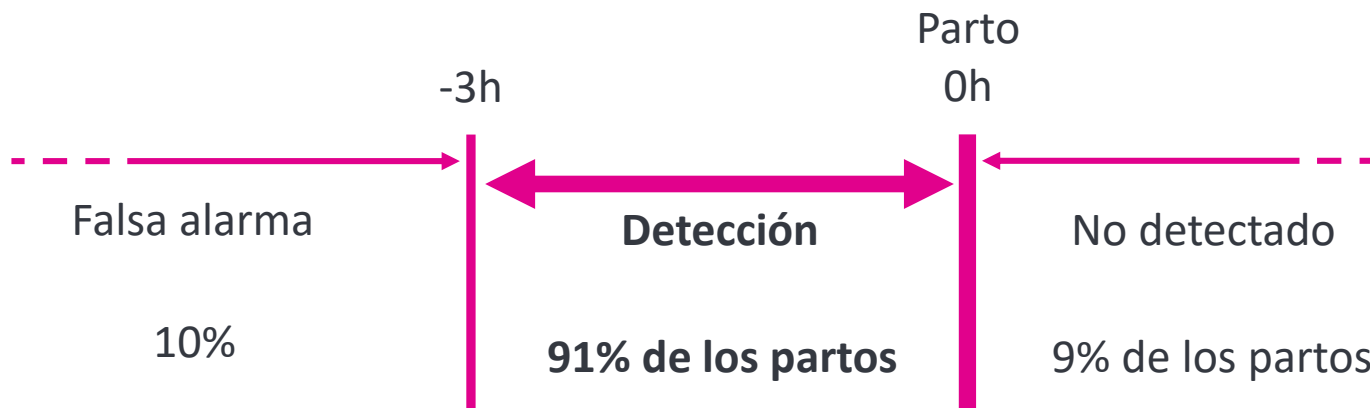 Parto
-3h
0h
Falsa alarma
Detección
No detectado
10%
91% de los partos
9% de los partos